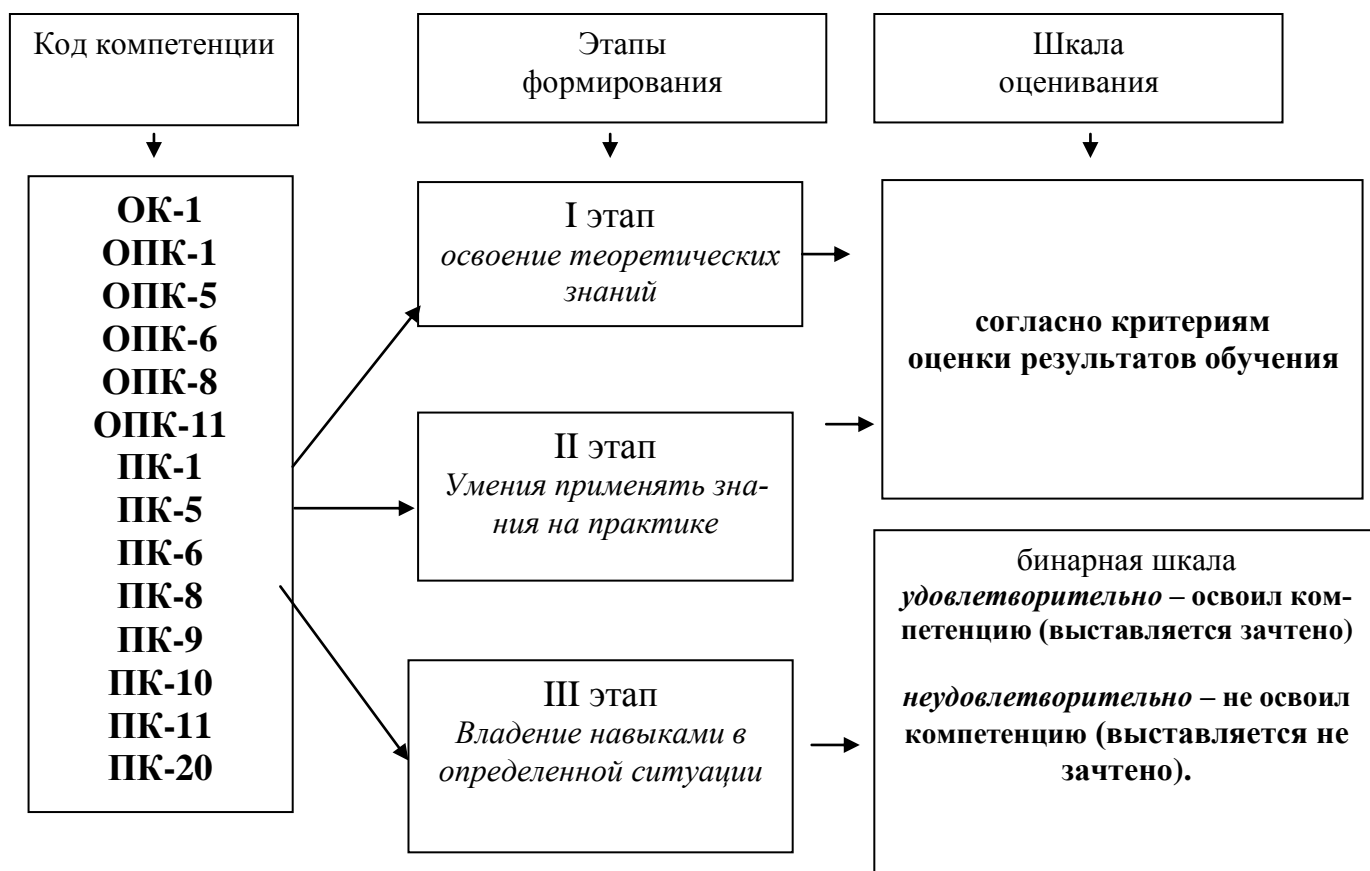 Код компетенции
Этапы
формирования
Шкала
оценивания
ОК-1
ОПК-1
ОПК-5
ОПК-6
ОПК-8
ОПК-11
ПК-1
ПК-5
ПК-6
ПК-8
ПК-9
ПК-10
ПК-11
ПК-20
I этап
освоение теоретических
знаний
II этап
Умения применять зна-
ния на практике
III этап
Владение навыками в
определенной ситуации
согласно критериям
оценки результатов обучения
бинарная шкала
удовлетворительно – освоил ком-
петенцию (выставляется зачтено)
неудовлетворительно – не освоил
компетенцию (выставляется не
зачтено).